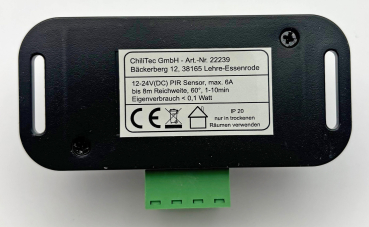 ChiliTec GmbH - Art.-Nr. 22239
Bäckerberg 12, 38165 Lehre-Essenrode
12-24V(DC) PIR Sensor, max. 6A
bis 8m Reichweite, 60°, 1-10min
Eigenverbrauch < 0,1 Watt
CE
IP 20
nur in trockenen
Räumen verwenden